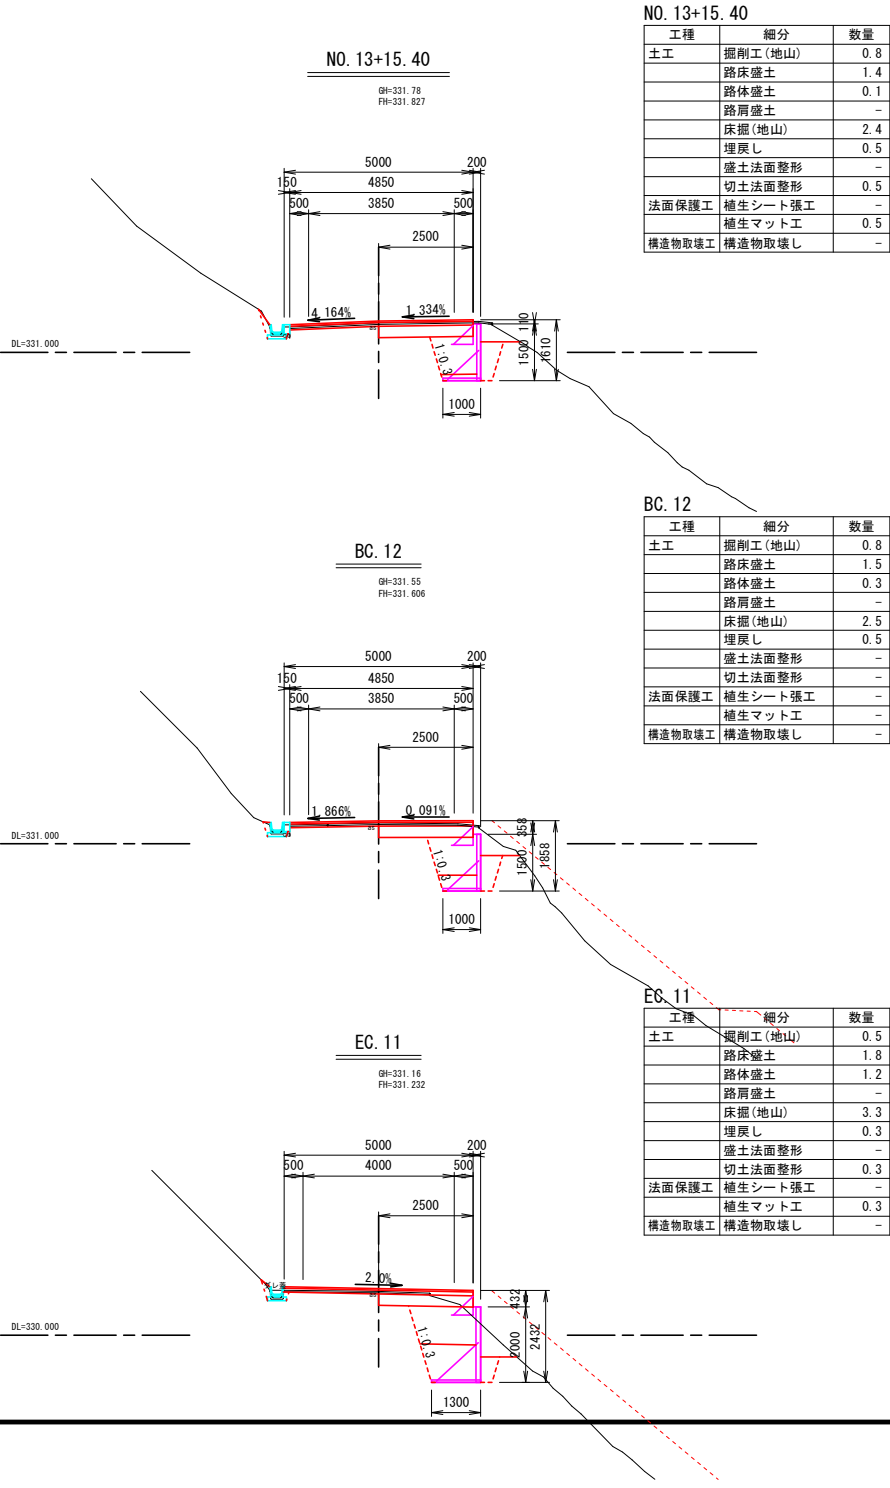 NO.13+15.40
工種 細分 数量
土工 掘削工(地山) 0.8
路床盛土 1.4
路体盛土 0.1
路肩盛土 －
床掘(地山) 2.4
埋戻し 0.5
盛土法面整形 －
切土法面整形 0.5
法面保護工 植生シート張工 －
植生マット工 0.5
構造物取壊工 構造物取壊し －
NO.13+15.40
GH=331.78
FH=331.827
5000 200
150 4850
500 3850 500
2500
4.164% 1.334%
110
1500
1610
1:0.3
DL=331.000
1000
BC.12
工種 細分 数量
土工 掘削工(地山) 0.8
路床盛土 1.5
路体盛土 0.3
路肩盛土 －
床掘(地山) 2.5
埋戻し 0.5
盛土法面整形 －
切土法面整形 －
法面保護工 植生シート張工 －
植生マット工 －
構造物取壊工 構造物取壊し －
BC.12
GH=331.55
FH=331.606
5000 200
150 4850
500 3850 500
2500
1.866% 0.091%
358
1500
1858
1:0.3
DL=331.000
1000
EC.11
工種 細分 数量
土工 掘削工(地山) 0.5
路床盛土 1.8
路体盛土 1.2
路肩盛土 －
床掘(地山) 3.3
埋戻し 0.3
盛土法面整形 －
切土法面整形 0.3
法面保護工 植生シート張工 －
植生マット工 0.3
構造物取壊工 構造物取壊し －
EC.11
GH=331.16
FH=331.232
5000 200
500 4000 500
2500
2.0%
432
2000
2432
1:0.3
DL=330.000
1300